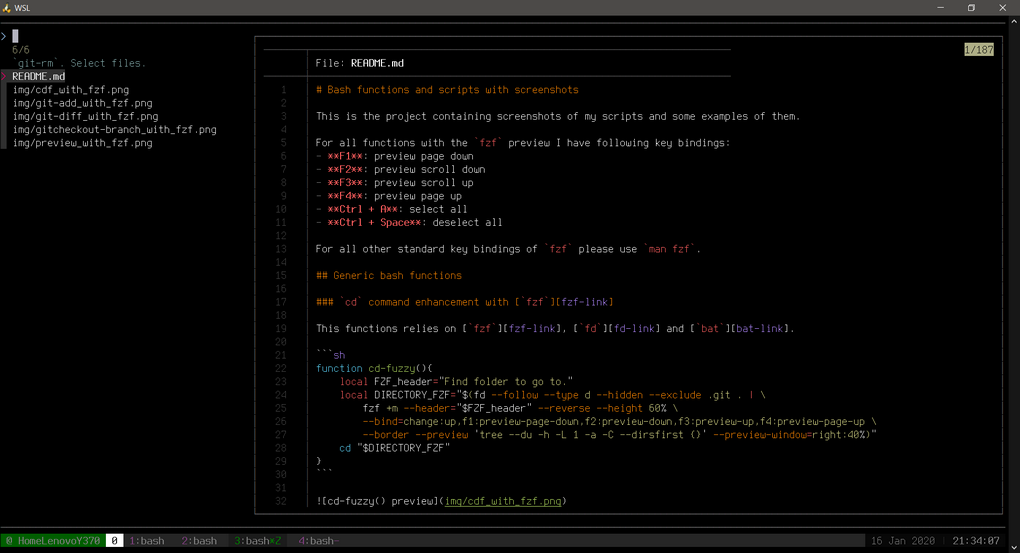 WSL
>
6/6
`git-rm`. Select files.
> README.md
img/cdf_with_fzf.png
img/git-add_with_fzf.png
img/git-diff_with_fzf.png
img/gitcheckout-branch_with_fzf.png
img/preview_with_fzf.png
1/187
File: README.md
1 # Bash functions and scripts with screenshots
2
3 This is the project containing screenshots of my scripts and some examples of them.
4
5 For all functions with the `fzf` preview I have following key bindings:
6 - **F1**: preview page down
7 - **F2**: preview scroll down
8 - **F3**: preview scroll up
9 - **F4**: preview page up
10 - **Ctrl + A**: select all
11 - **Ctrl + Space**: deselect all
12
13 For all other standard key bindings of `fzf` please use `man fzf`.
14
15 ## Generic bash functions
16
17 ### `cd` command enhancement with [`fzf`][fzf-link]
18
19 This functions relies on [`fzf`][fzf-link], [`fd`][fd-link] and [`bat`][bat-link].
20
21 ```sh
22 function cd-fuzzy(){
23     local FZF_header="Find folder to go to."
24     local DIRECTORY_FZF="$(fd --follow --type d --hidden --exclude .git . | \
25         fzf +m --header="$FZF_header" --reverse --height 60% \
26         --bind=change:up,f1:preview-page-down,f2:preview-down,f3:preview-up,f4:preview-page-up \
27         --border --preview 'tree --du -h -L 1 -a -C --dirsfirst {}' --preview-window=right:40%)"
28     cd "$DIRECTORY_FZF"
29 }
30 ```
31
32 ![cd-fuzzy() preview](img/cdf_with_fzf.png)
@ HomeLenovoY370 0 1:bash 2:bash 3:bash*Z 4:bash- 16 Jan 2020 21:34:07